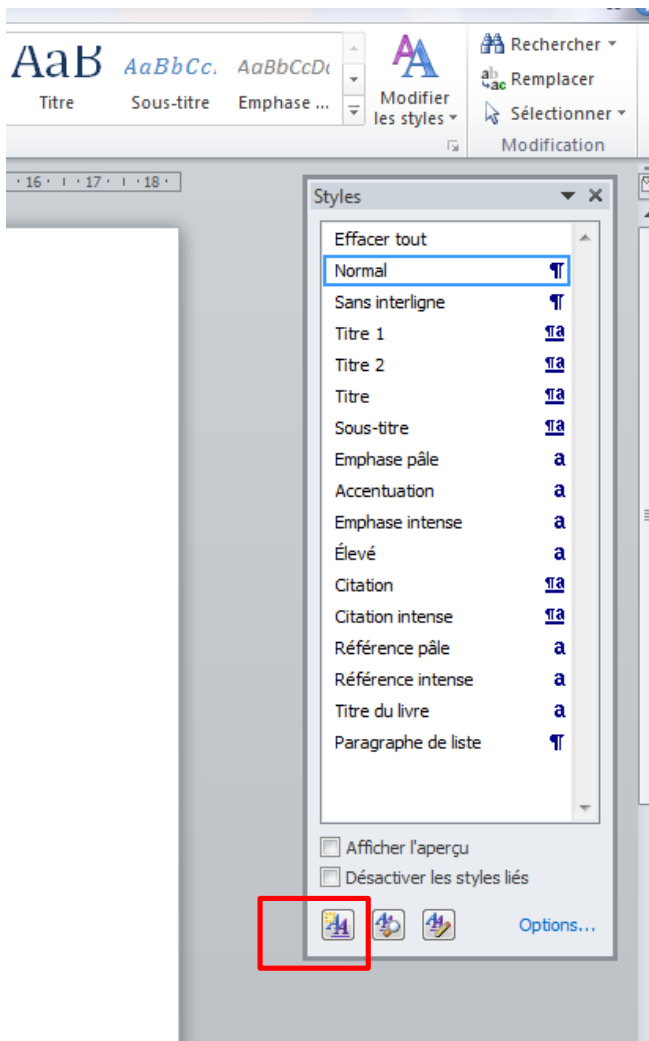 AaB AaBbCc. AaBbCcDc
Titre Sous-titre Emphase ...
Modifier
les styles
Rechercher
Remplacer
Sélectionner
Modification
16 17 18
Styles
Effacer tout
Normal ¶
Sans interligne ¶
Titre 1 ¶a
Titre 2 ¶a
Titre ¶a
Sous-titre ¶a
Emphase pâle a
Accentuation a
Emphase intense a
Élevé a
Citation ¶a
Citation intense ¶a
Référence pâle a
Référence intense a
Titre du livre a
Paragraphe de liste ¶
Afficher l'aperçu
Désactiver les styles liés
Options...